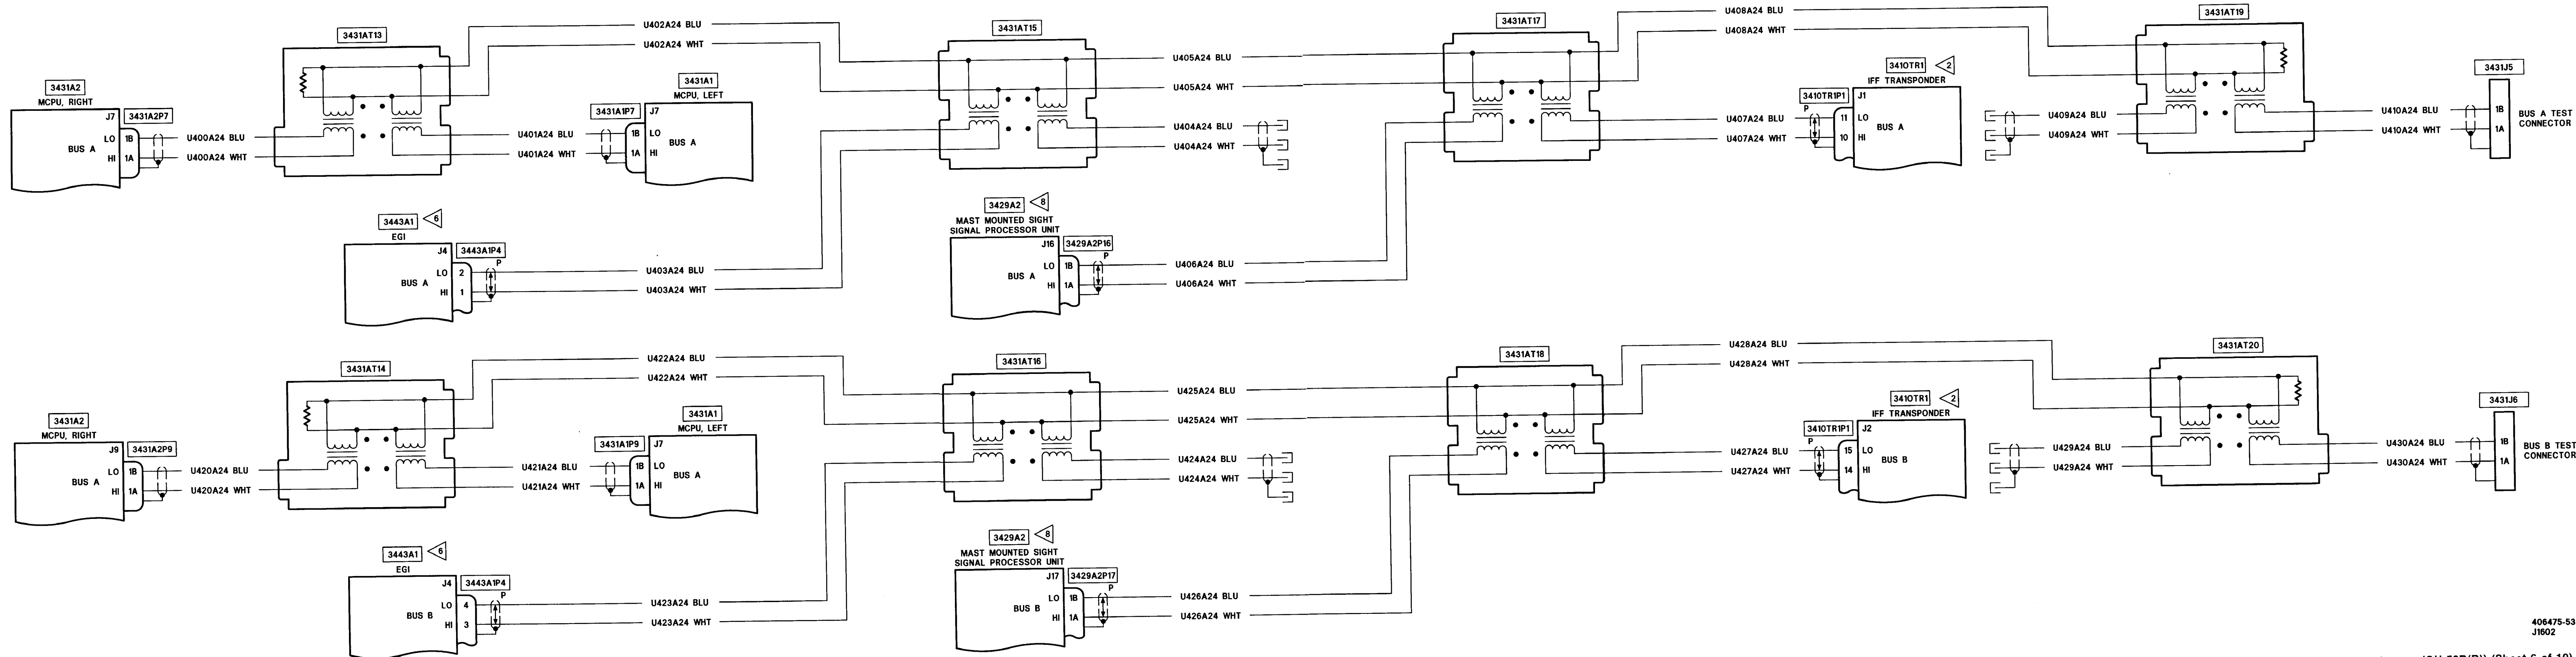 3431A2
MCPU, RIGHT
J7
3431A2P7
LO 1B
BUS A
HI 1A
U400A24 BLU
U400A24 WHT
3431AT13
U402A24 BLU
U402A24 WHT
U401A24 BLU
U401A24 WHT
3431A1
MCPU, LEFT
3431A1P7
J7
1B LO
BUS A
1A HI
3443A1
6
EGI
J4
3443A1P4
P
LO 2
BUS A
HI 1
U403A24 BLU
U403A24 WHT
3431AT15
U405A24 BLU
U405A24 WHT
U404A24 BLU
U404A24 WHT
3429A2
8
MAST MOUNTED SIGHT
SIGNAL PROCESSOR UNIT
J16
3429A2P16
P
LO 1B
BUS A
HI 1A
U406A24 BLU
U406A24 WHT
3431AT17
U408A24 BLU
U408A24 WHT
U407A24 BLU
U407A24 WHT
3410TR1
2
IFF TRANSPONDER
3410TR1P1
P
J1
11 LO
BUS A
10 HI
U409A24 BLU
U409A24 WHT
3431AT19
U410A24 BLU
U410A24 WHT
3431J5
1B
1A
BUS A TEST
CONNECTOR
3431A2
MCPU, RIGHT
J9
3431A2P9
LO 1B
BUS A
HI 1A
U420A24 BLU
U420A24 WHT
3431AT14
U422A24 BLU
U422A24 WHT
U421A24 BLU
U421A24 WHT
3431A1
MCPU, LEFT
3431A1P9
J7
1B LO
BUS A
1A HI
3443A1
6
EGI
J4
3443A1P4
P
LO 4
BUS B
HI 3
U423A24 BLU
U423A24 WHT
3431AT16
U425A24 BLU
U425A24 WHT
U424A24 BLU
U424A24 WHT
3429A2
8
MAST MOUNTED SIGHT
SIGNAL PROCESSOR UNIT
J17
3429A2P17
P
LO 1B
BUS B
HI 1A
U426A24 BLU
U426A24 WHT
3431AT18
U428A24 BLU
U428A24 WHT
U427A24 BLU
U427A24 WHT
3410TR1
2
IFF TRANSPONDER
3410TR1P1
P
J2
15 LO
BUS B
14 HI
U429A24 BLU
U429A24 WHT
3431AT20
U430A24 BLU
U430A24 WHT
3431J6
1B
1A
BUS B TEST
CONNECTOR
406475-53
J1602